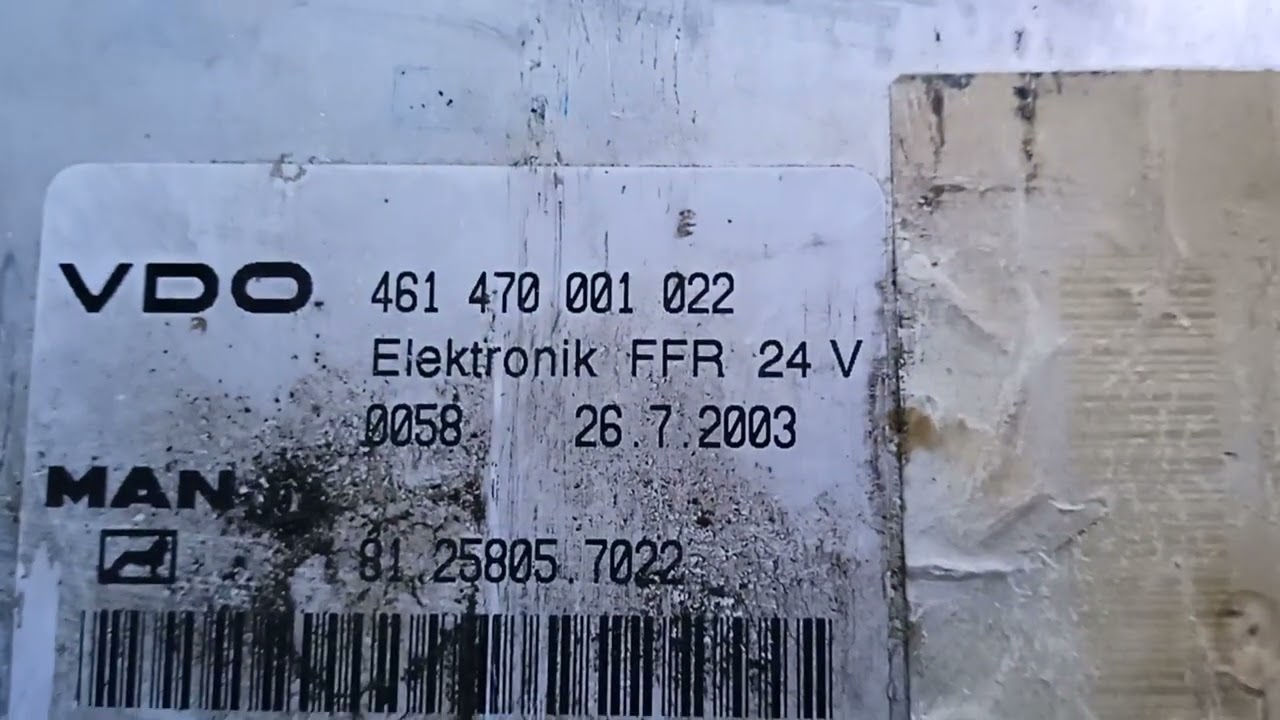 VDO 461 470 001 022
Elektronik FFR 24 V
0058 26.7.2003
MAN
81.25805.7022